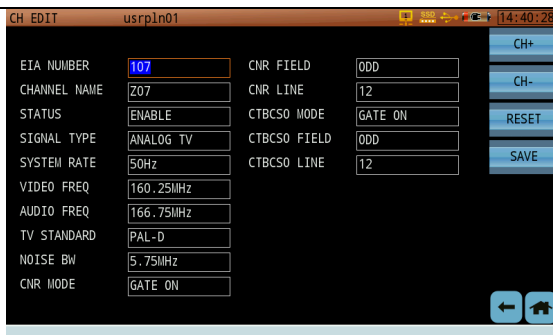 CH EDIT usrpln01 SSD 14:40:28
EIA NUMBER 107 CNR FIELD ODD CH+
CHANNEL NAME Z07 CNR LINE 12 CH-
STATUS ENABLE CTBCSO MODE GATE ON RESET
SIGNAL TYPE ANALOG TV CTBCSO FIELD ODD
SYSTEM RATE 50Hz CTBCSO LINE 12 SAVE
VIDEO FREQ 160.25MHz
AUDIO FREQ 166.75MHz
TV STANDARD PAL-D
NOISE BW 5.75MHz
CNR MODE GATE ON